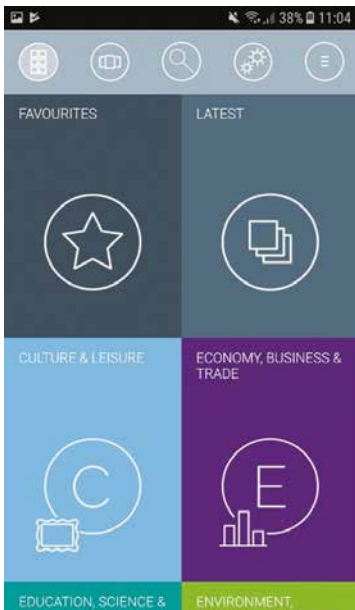 38% 11:04
FAVOURITES
LATEST
CULTURE & LEISURE
ECONOMY, BUSINESS &
TRADE
C
E
EDUCATION, SCIENCE &
ENVIRONMENT,